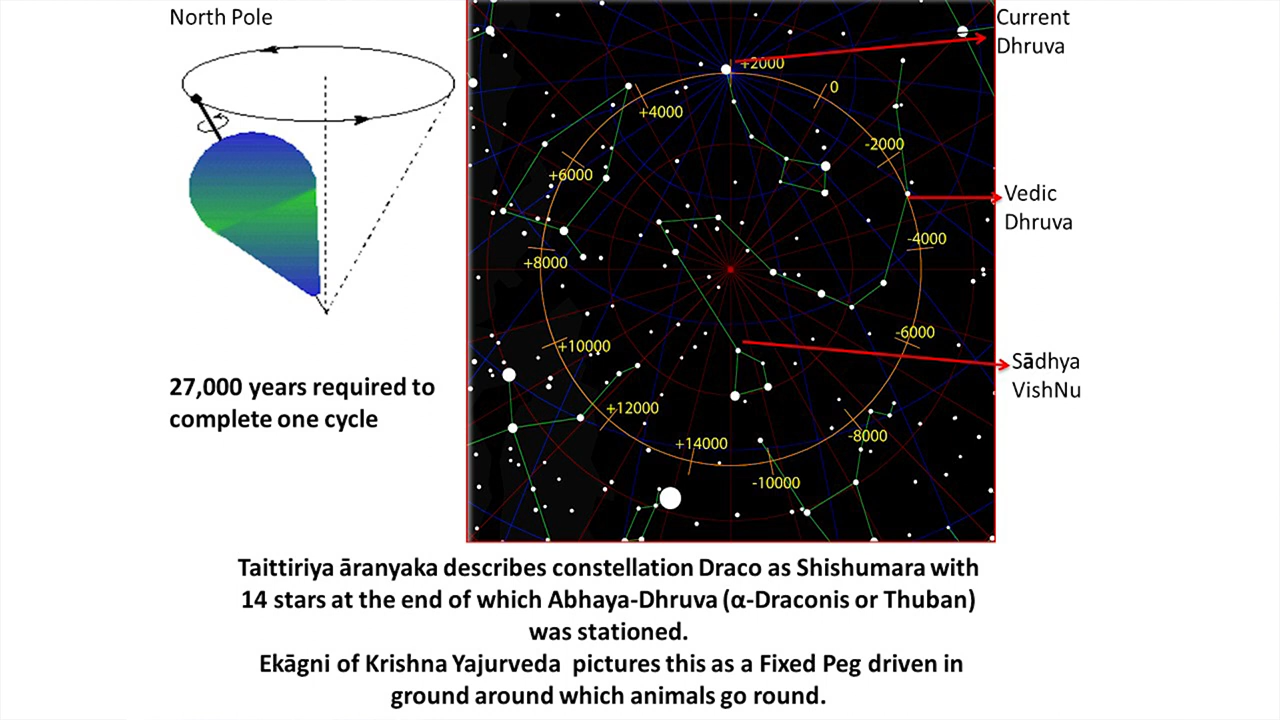 North Pole
27,000 years required to
complete one cycle
+2000
0
+4000
-2000
+6000
-4000
+8000
-6000
+10000
+12000
-8000
+14000
-10000
Current
Dhruva
Vedic
Dhruva
Sādhya
VishNu
Taittiriya āranyaka describes constellation Draco as Shishumara with
14 stars at the end of which Abhaya-Dhruva (α-Draconis or Thuban)
was stationed.
Ekāgni of Krishna Yajurveda pictures this as a Fixed Peg driven in
ground around which animals go round.